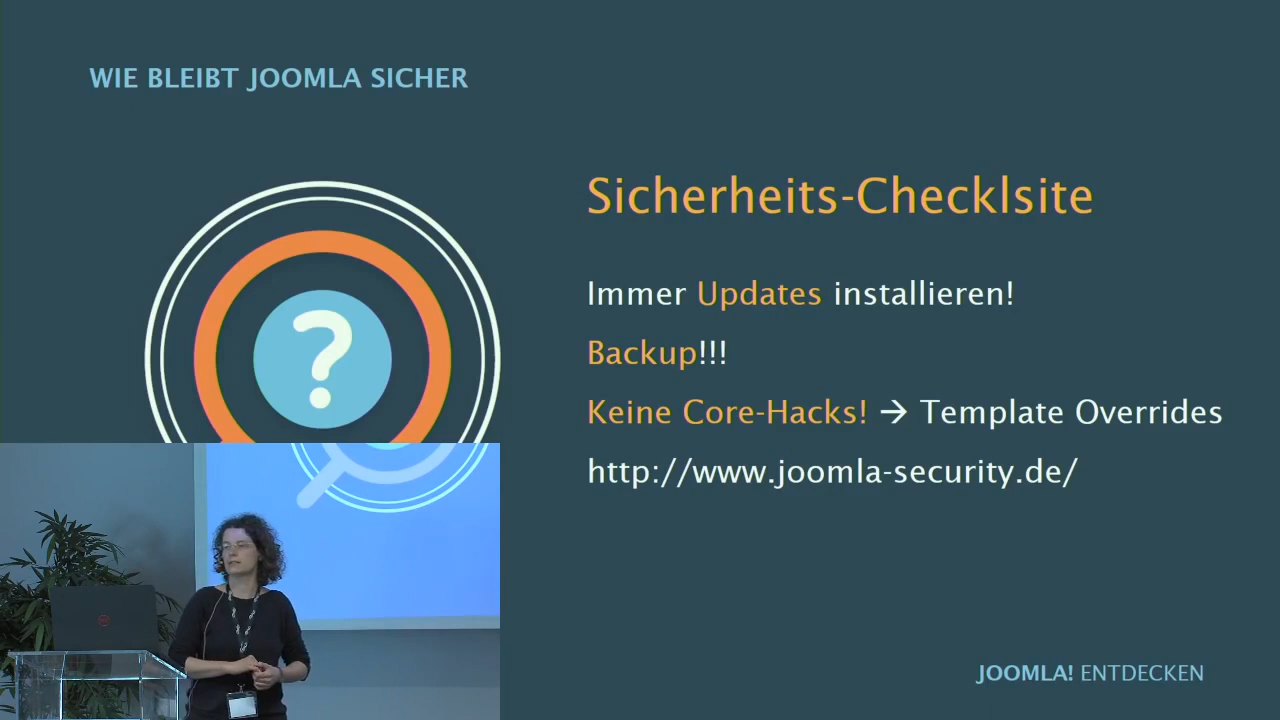 WIE BLEIBT JOOMLA SICHER
Sicherheits-Checklsite
Immer Updates installieren!
Backup!!!
Keine Core-Hacks! → Template Overrides
http://www.joomla-security.de/
JOOMLA! ENTDECKEN